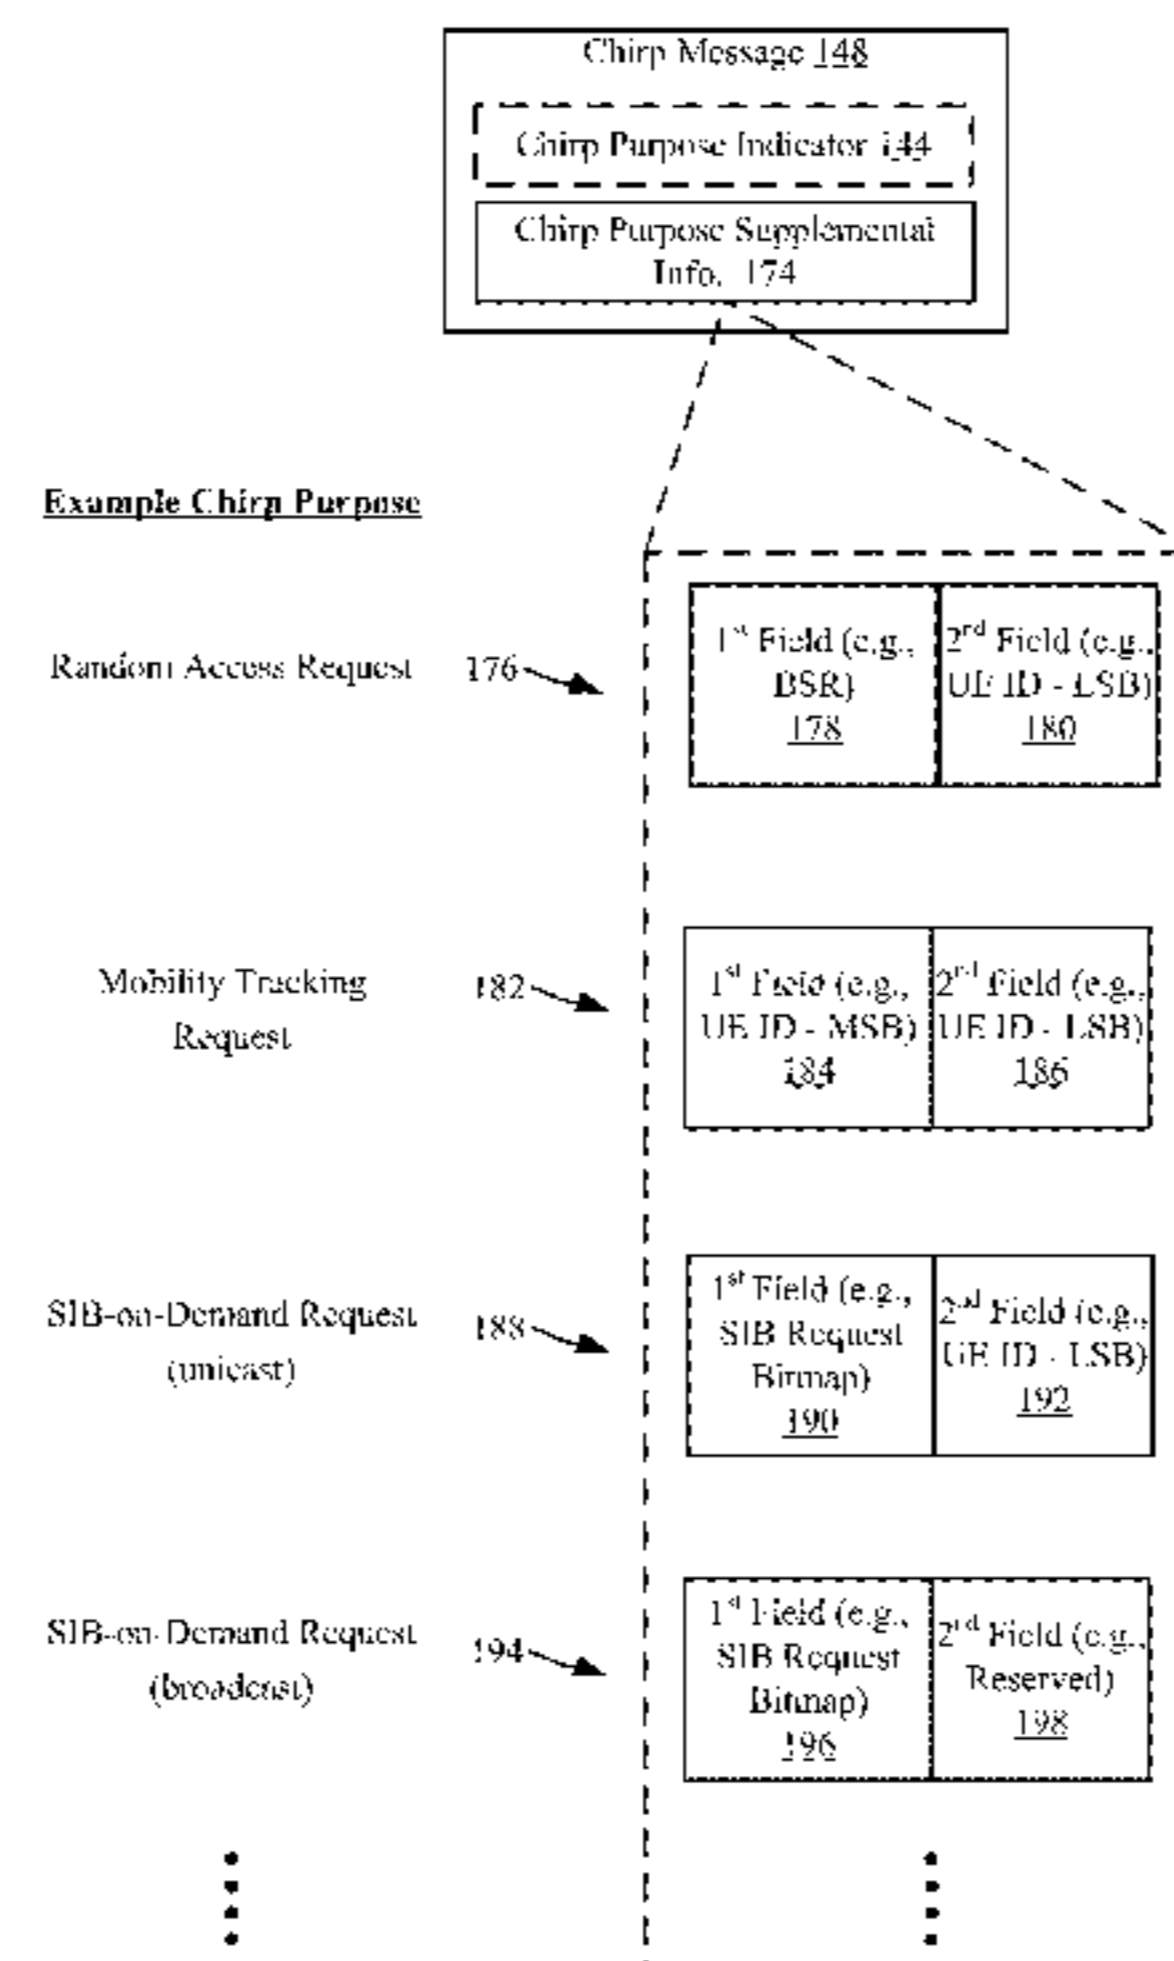 Chirp Message 148
Chirp Purpose Indicator 144
Chirp Purpose Supplemental
Info. 174
Example Chirp Purpose
Random Access Request
176
1st Field (e.g.,
BSR)
178
2nd Field (e.g.,
UE ID - LSB)
180
Mobility Tracking
Request
182
1st Field (e.g.,
UE ID - MSB)
184
2nd Field (e.g.,
UE ID - LSB)
186
SIB-on-Demand Request
(unicast)
188
1st Field (e.g.,
SIB Request
Bitmap)
190
2nd Field (e.g.,
UE ID - LSB)
192
SIB-on-Demand Request
(broadcast)
194
1st Field (e.g.,
SIB Request
Bitmap)
196
2nd Field (e.g.,
Reserved)
198